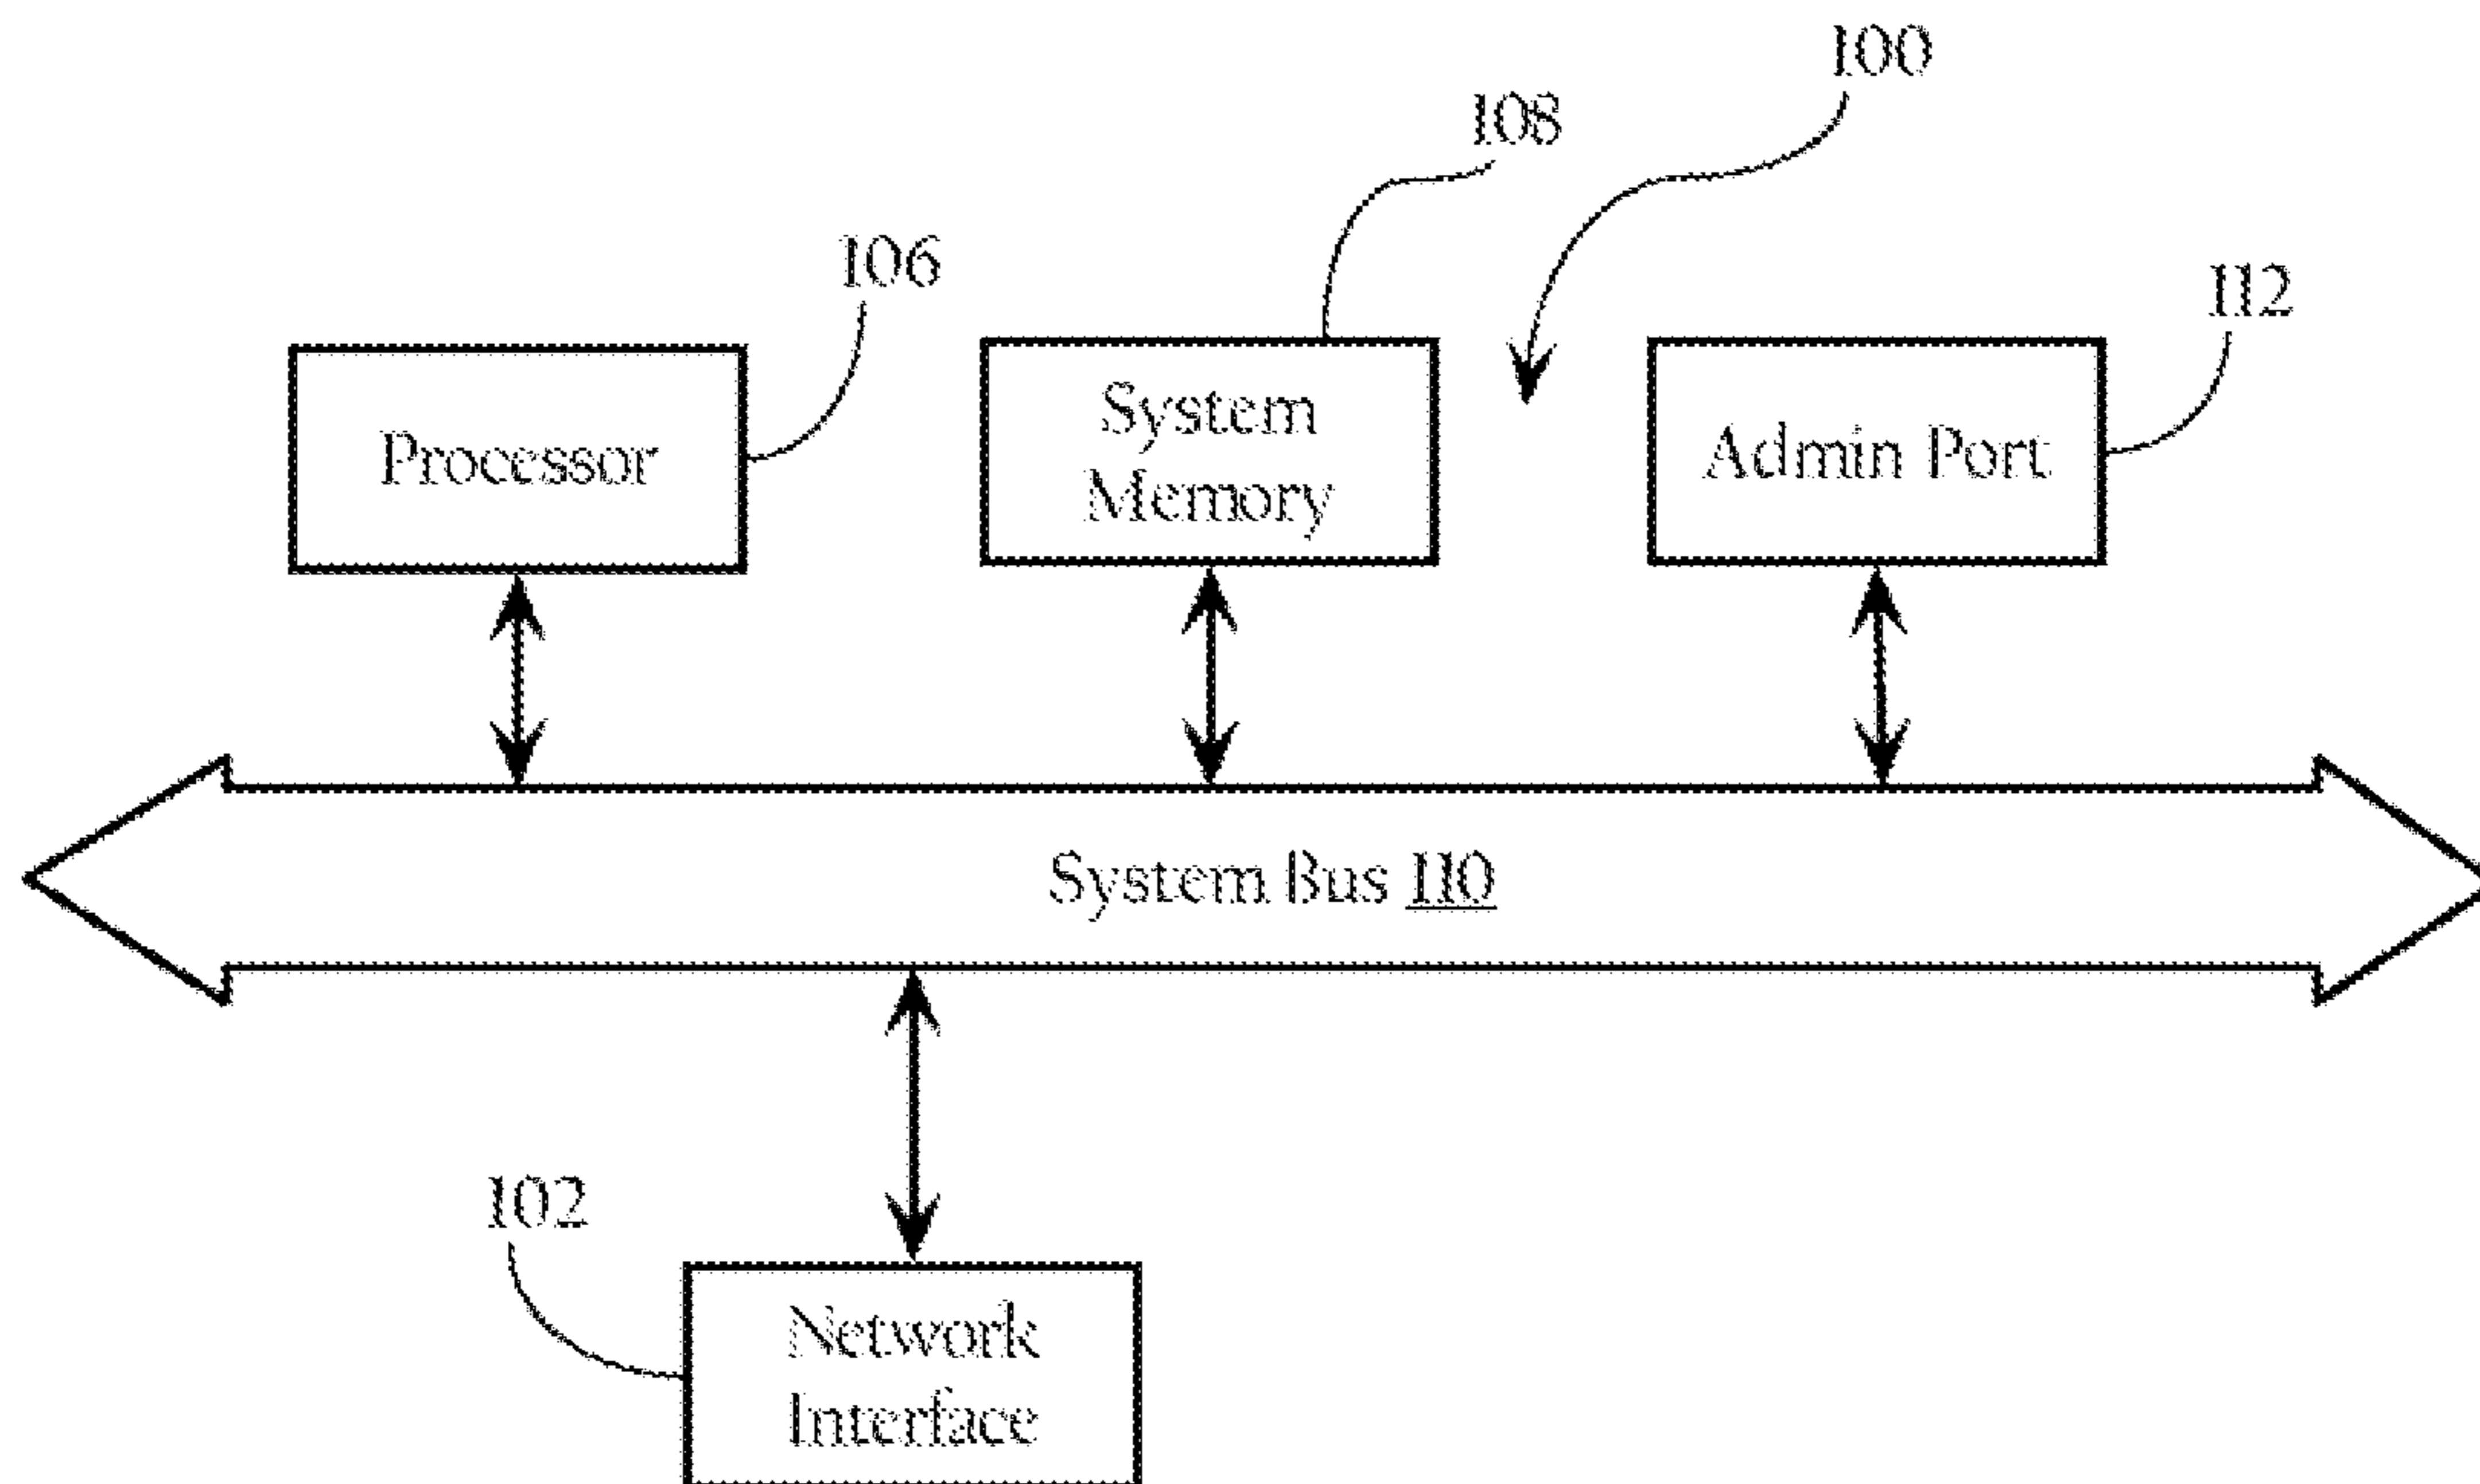 100
108
106
112
Processor
System
Memory
Admin Port
System Bus 110
102
Network
Interface